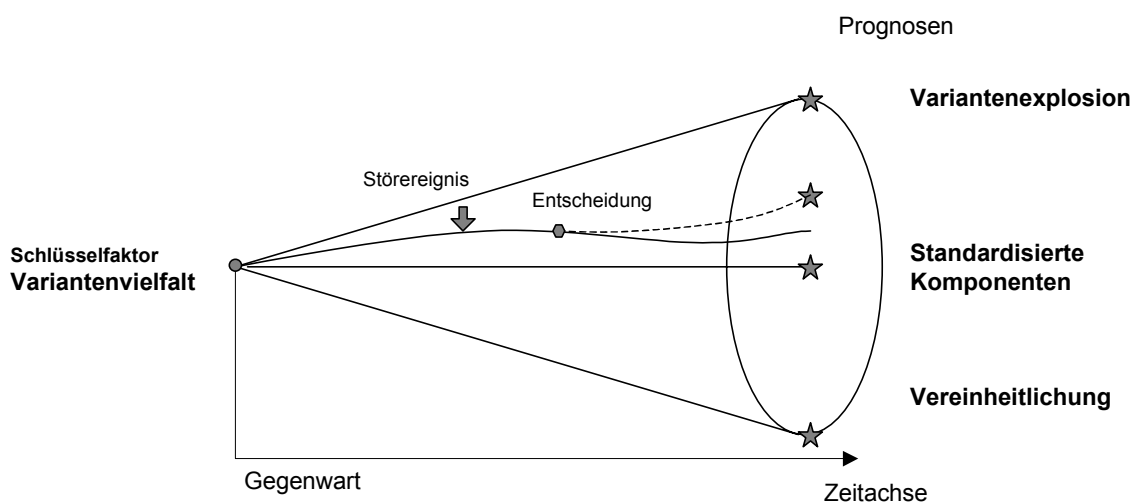 Prognosen
Variantenexplosion
Störereignis
Entscheidung
Schlüsselfaktor
Variantenvielfalt
Standardisierte
Komponenten
Vereinheitlichung
Gegenwart
Zeitachse